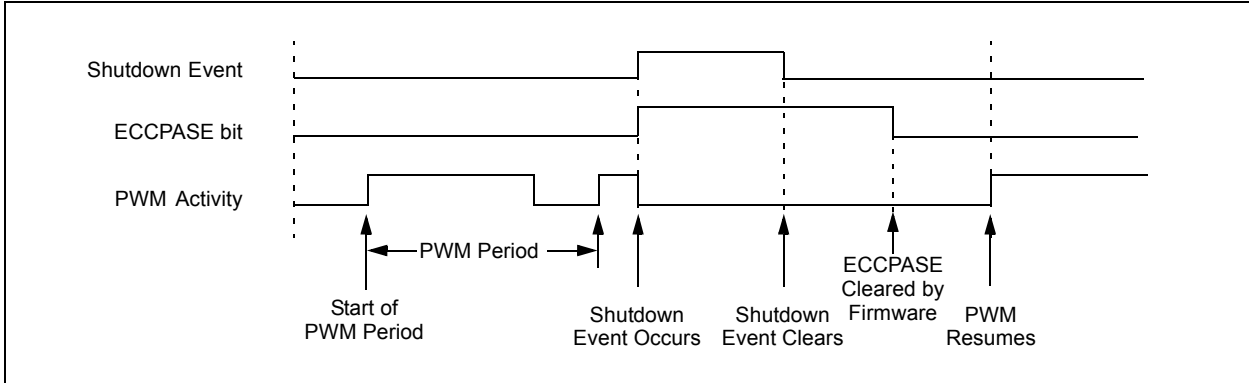 Shutdown Event
ECCPASE bit
PWM Activity
PWM Period
Start of
PWM Period
Shutdown
Event Occurs
Shutdown
Event Clears
ECCPASE
Cleared by
Firmware
PWM
Resumes